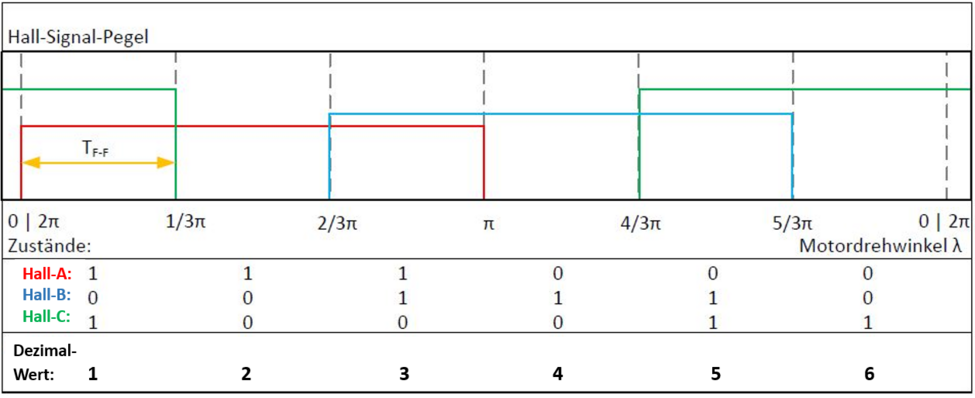 Hall-Signal-Pegel
T_F-F
0 | 2π 1/3π 2/3π π 4/3π 5/3π 0 | 2π
Zustände: Motordrehwinkel λ
Hall-A: 1 1 1 0 0 0
Hall-B: 0 0 1 1 1 0
Hall-C: 1 0 0 0 1 1
Dezimal-
Wert: 1 2 3 4 5 6